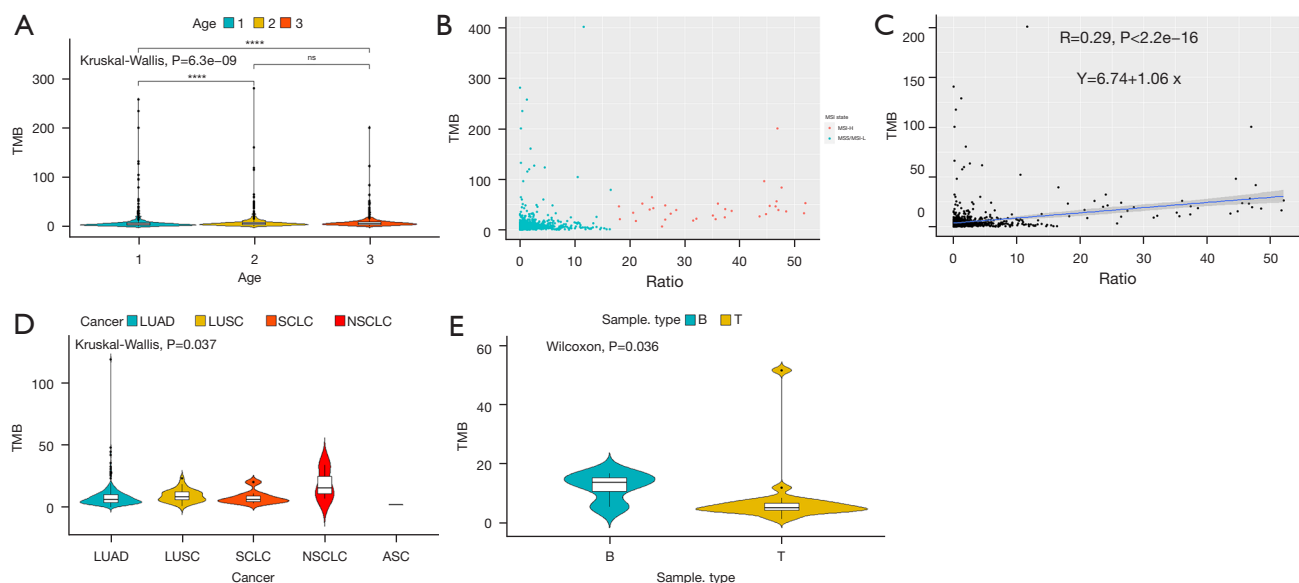 A
Age 1 2 3
Kruskal-Wallis, P=6.3e−09
****
ns
****
TMB
300
200
100
0
1 2 3
Age
B
TMB
400
300
200
100
0
0 10 20 30 40 50
Ratio
MSI state
MSI-H
MSS/MSI-L
C
R=0.29, P<2.2e−16
Y=6.74+1.06 x
TMB
200
150
100
50
0
0 10 20 30 40 50
Ratio
D
Cancer LUAD LUSC SCLC NSCLC
Kruskal-Wallis, P=0.037
TMB
100
50
0
LUAD LUSC SCLC NSCLC ASC
Cancer
E
Sample. type B T
Wilcoxon, P=0.036
TMB
60
40
20
0
B T
Sample. type